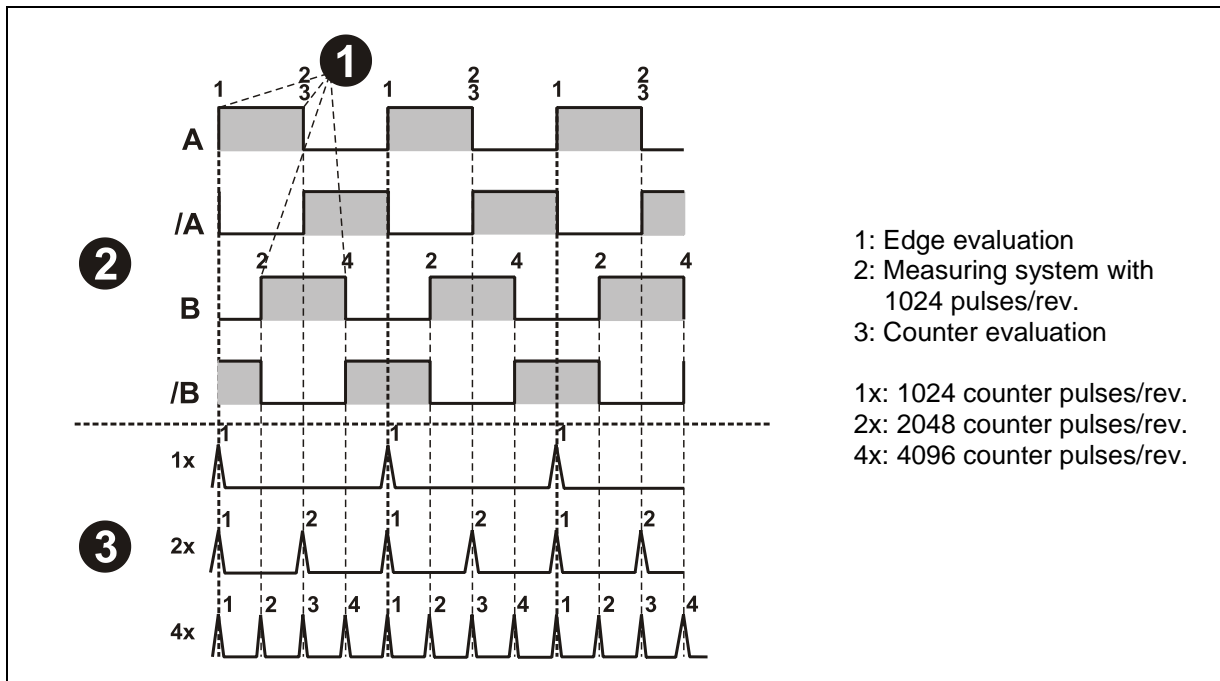 1
1 2 1 2 1 2
3 3 3
A
/A
2
2 4 2 4 2 4
B
/B
1 1 1
1x
3
1 2 1 2 1 2
2x
1 2 3 4 1 2 3 4 1 2 3 4
4x
1: Edge evaluation
2: Measuring system with
1024 pulses/rev.
3: Counter evaluation
1x: 1024 counter pulses/rev.
2x: 2048 counter pulses/rev.
4x: 4096 counter pulses/rev.